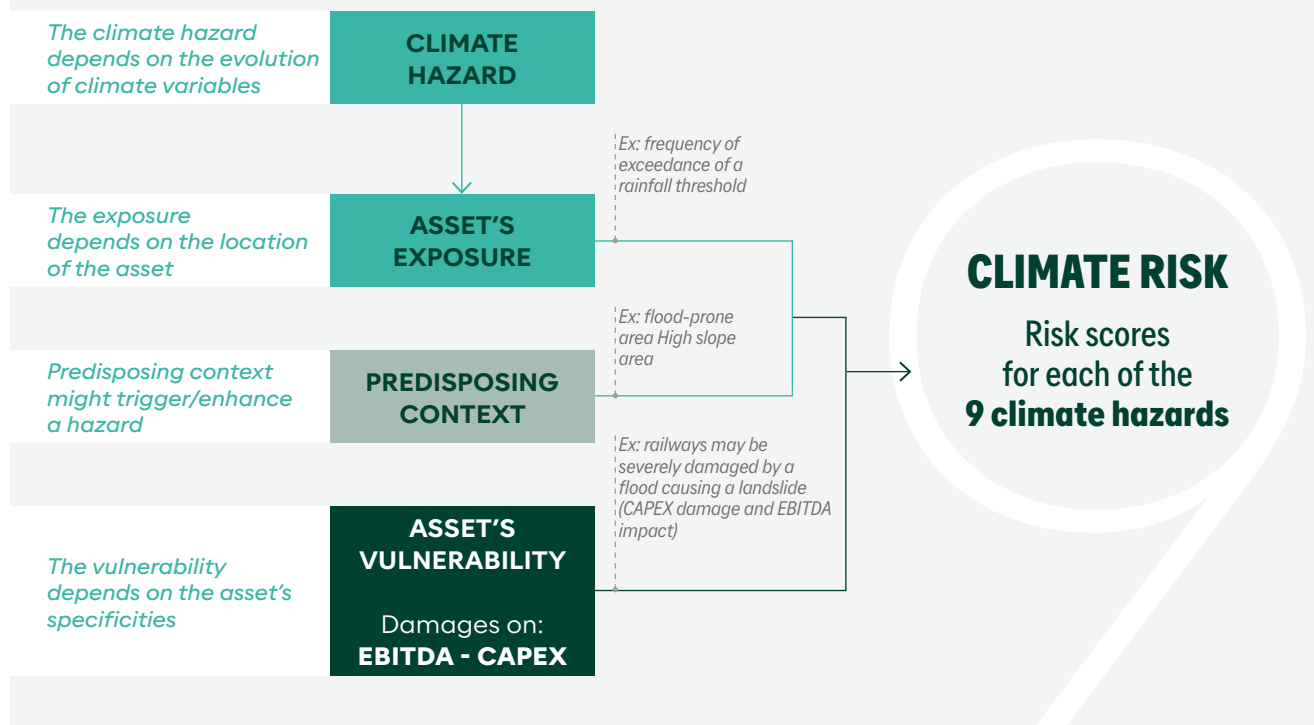 The climate hazard
depends on the evolution
of climate variables
CLIMATE
HAZARD
Ex: frequency of
exceedance of a
rainfall threshold
The exposure
depends on the location
of the asset
ASSET’S
EXPOSURE
Ex: flood-prone
area High slope
area
Predisposing context
might trigger/enhance
a hazard
PREDISPOSING
CONTEXT
Ex: railways may be
severely damaged by a
flood causing a landslide
(CAPEX damage and EBITDA
impact)
The vulnerability
depends on the asset’s
specificities
ASSET’S
VULNERABILITY
Damages on:
EBITDA - CAPEX
CLIMATE RISK
Risk scores
for each of the
9 climate hazards